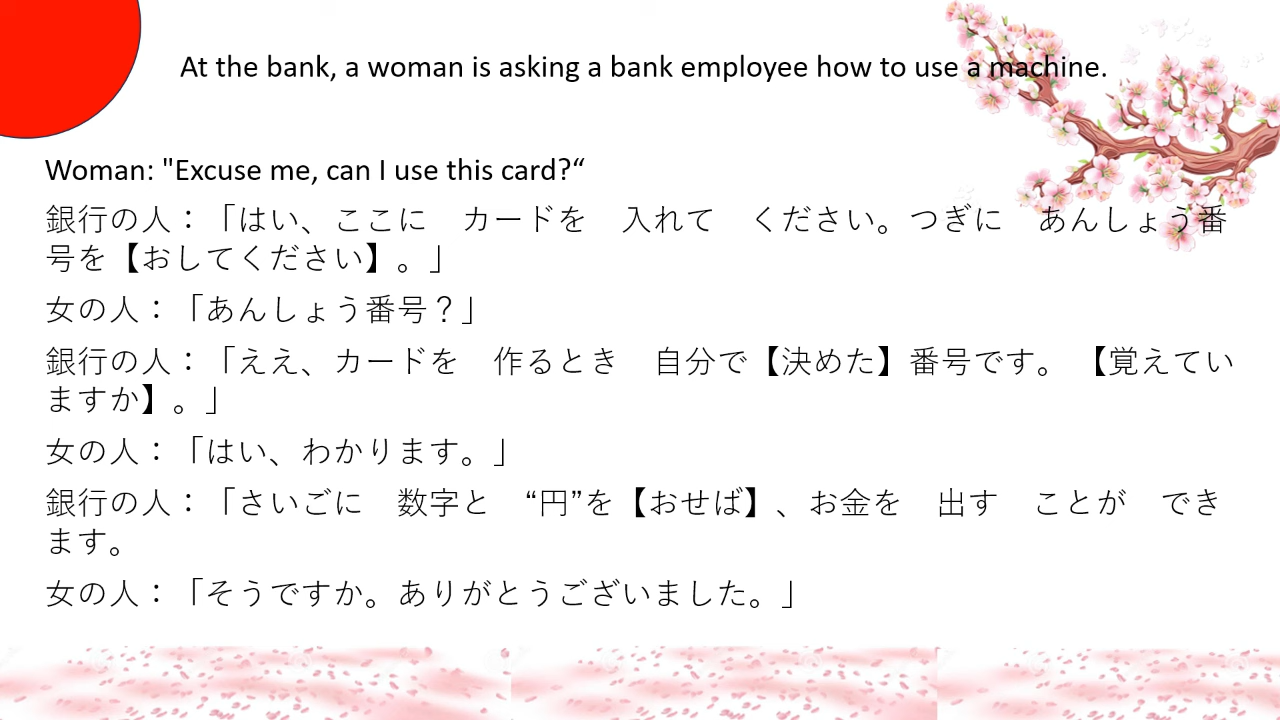 At the bank, a woman is asking a bank employee how to use a machine.
Woman: "Excuse me, can I use this card?“
銀行の人：「はい、ここに　カードを　入れて　ください。つぎに　あんしょう番
号を【おしてください】。」
女の人：「あんしょう番号？」
銀行の人：「ええ、カードを　作るとき　自分で【決めた】番号です。【覚えてい
ますか】。」
女の人：「はい、わかります。」
銀行の人：「さいごに　数字と　“円”を【おせば】、お金を　出す　ことが　でき
ます。
女の人：「そうですか。ありがとうございました。」